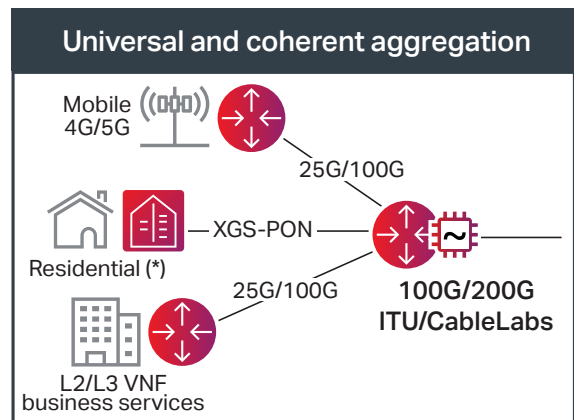 Universal and coherent aggregation
Mobile
4G/5G
25G/100G
XGS-PON
Residential (*)
25G/100G
100G/200G
ITU/CableLabs
L2/L3 VNF
business services